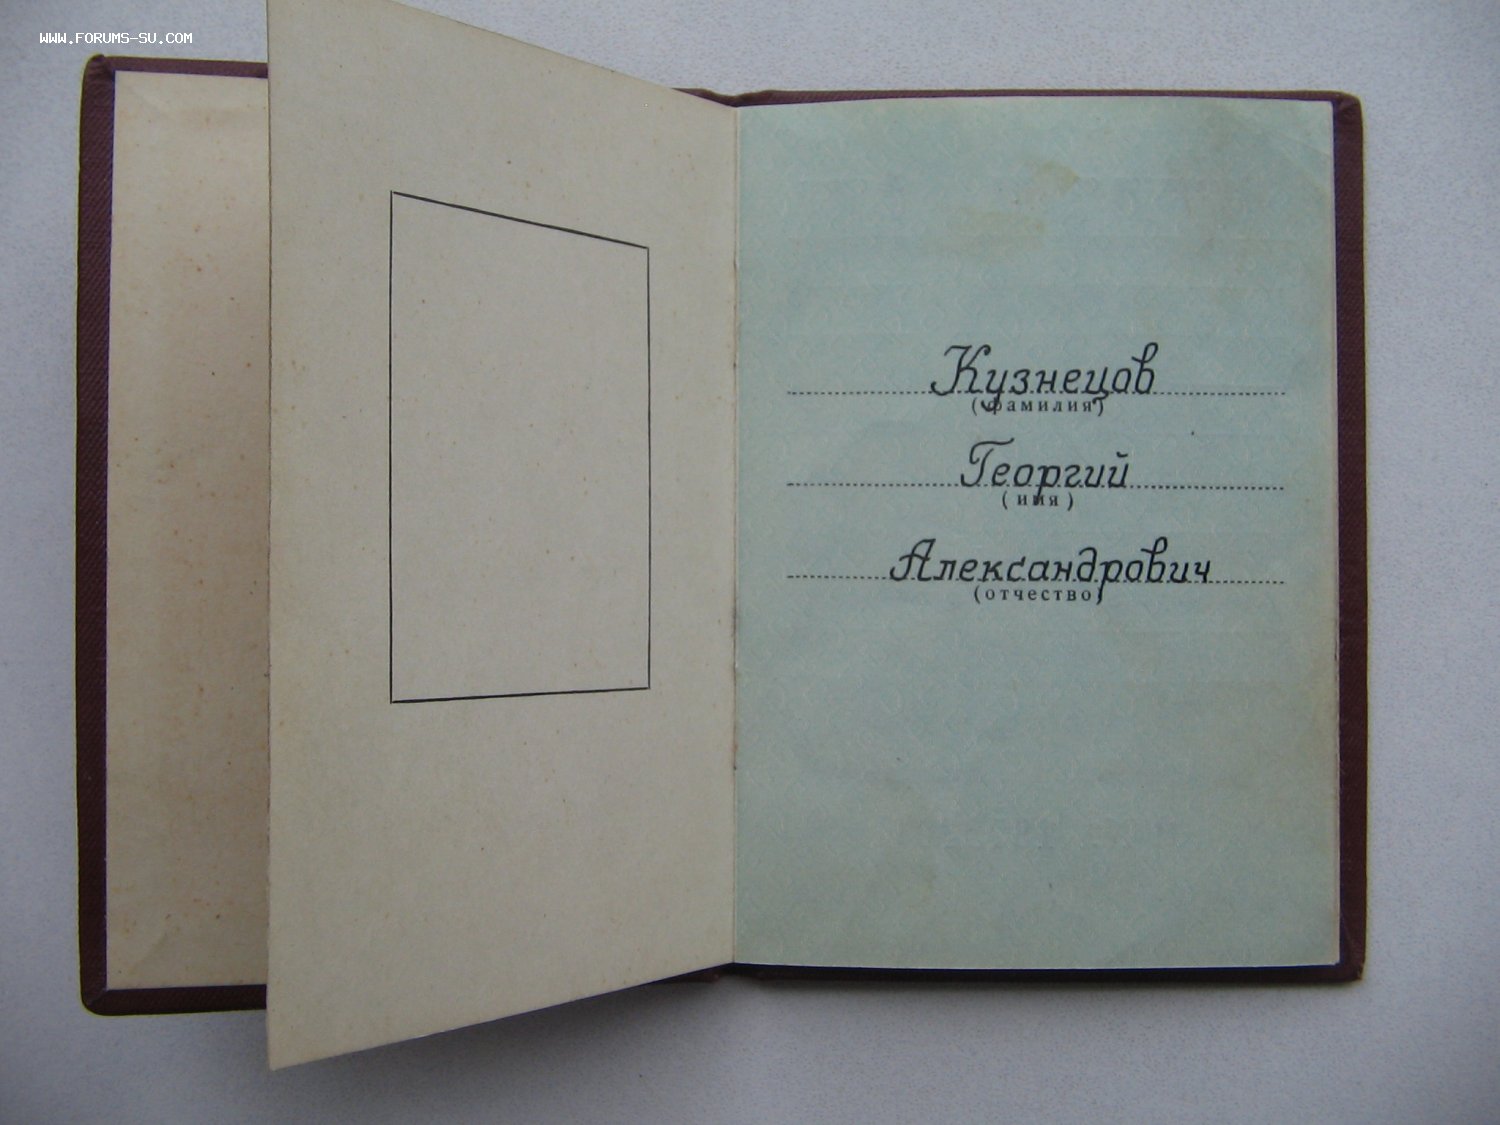 WWW.FORUMS-SU.COM
Кузнецов
(фамилия)
Георгий
(имя)
Александрович
(отчество)